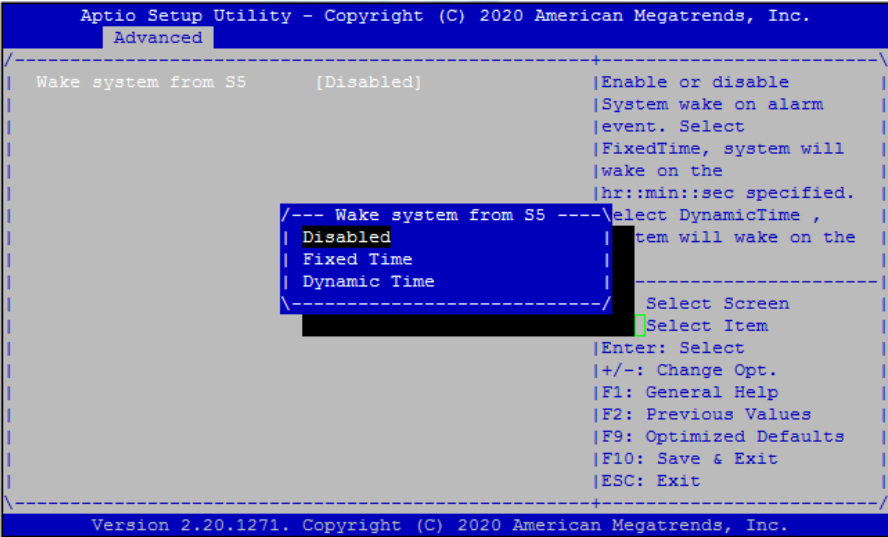 Aptio Setup Utility - Copyright (C) 2020 American Megatrends, Inc.
Advanced
/----------------------------------------------------+-------------------------\
| Wake system from S5 [Disabled] |Enable or disable |
| |System wake on alarm |
| |event. Select |
| |FixedTime, system will |
| |wake on the |
| |hr::min::sec specified. |
| /--- Wake system from S5 ----\elect DynamicTime , |
| | Disabled | tem will wake on the |
| | Fixed Time | |
| | Dynamic Time | ----------------------|
| \----------------------------/ Select Screen |
| Select Item |
| |Enter: Select |
| |+/-: Change Opt. |
| |F1: General Help |
| |F2: Previous Values |
| |F9: Optimized Defaults |
| |F10: Save & Exit |
| |ESC: Exit |
\----------------------------------------------------+-------------------------/
Version 2.20.1271. Copyright (C) 2020 American Megatrends, Inc.